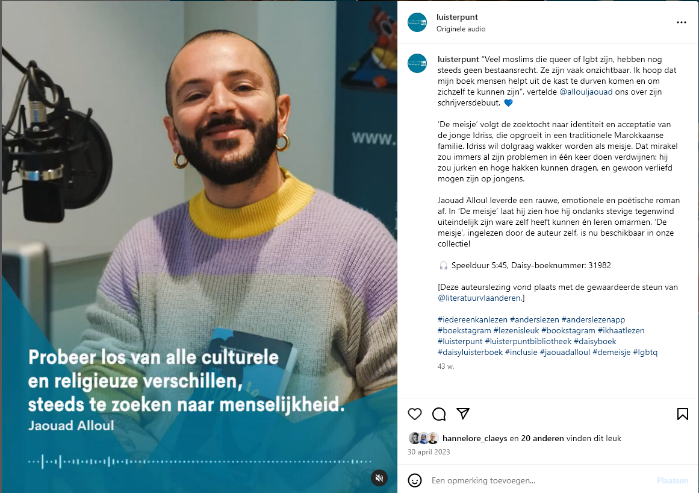 WWW.
Probeer los van alle culturele
en religieuze verschillen,
steeds te zoeken naar menselijkheid.
Jaouad Alloul
luisterpunt
Originele audio
luisterpunt "Veel moslims die queer of lgbt zijn, hebben nog
steeds geen bestaansrecht. Ze zijn vaak onzichtbaar. Ik hoop dat
mijn boek mensen helpt uit de kast te durven komen en om
zichzelf te kunnen zijn", vertelde @allouljaouad ons over zijn
schrijversdebuut. 💙
'De meisje' volgt de zoektocht naar identiteit en acceptatie van
de jonge Idriss, die opgroeit in een traditionele Marokkaanse
familie. Idriss wil dolgraag wakker worden als meisje. Dat mirakel
zou immers al zijn problemen in één keer doen verdwijnen: hij
zou jurken en hoge hakken kunnen dragen, en gewoon verliefd
mogen zijn op jongens.
Jaouad Alloul leverde een rauwe, emotionele en poëtische roman
af. In 'De meisje' laat hij zien hoe hij ondanks stevige tegenwind
uiteindelijk zijn ware zelf heeft kunnen én leren omarmen. 'De
meisje', ingelezen door de auteur zelf, is nu beschikbaar in onze
collectie!
🎧 Speelduur 5:45, Daisy-boeknummer: 31982
[Deze auteurslezing vond plaats met de gewaardeerde steun van
@literatuurvlaanderen.]
#iedereenkanlezen #anderslezen #anderslezenapp
#boekstagram #lezenisleuk #bookstagram #ikhaatlezen
#luisterpunt #luisterpuntbibliotheek #daisyboek
#daisyluisterboek #inclusie #jaouadalloul #demeisje #lgbtq
43 w.
hannelore_claeys en 20 anderen vinden dit leuk
30 april 2023
Een opmerking toevoegen...
Plaatsen